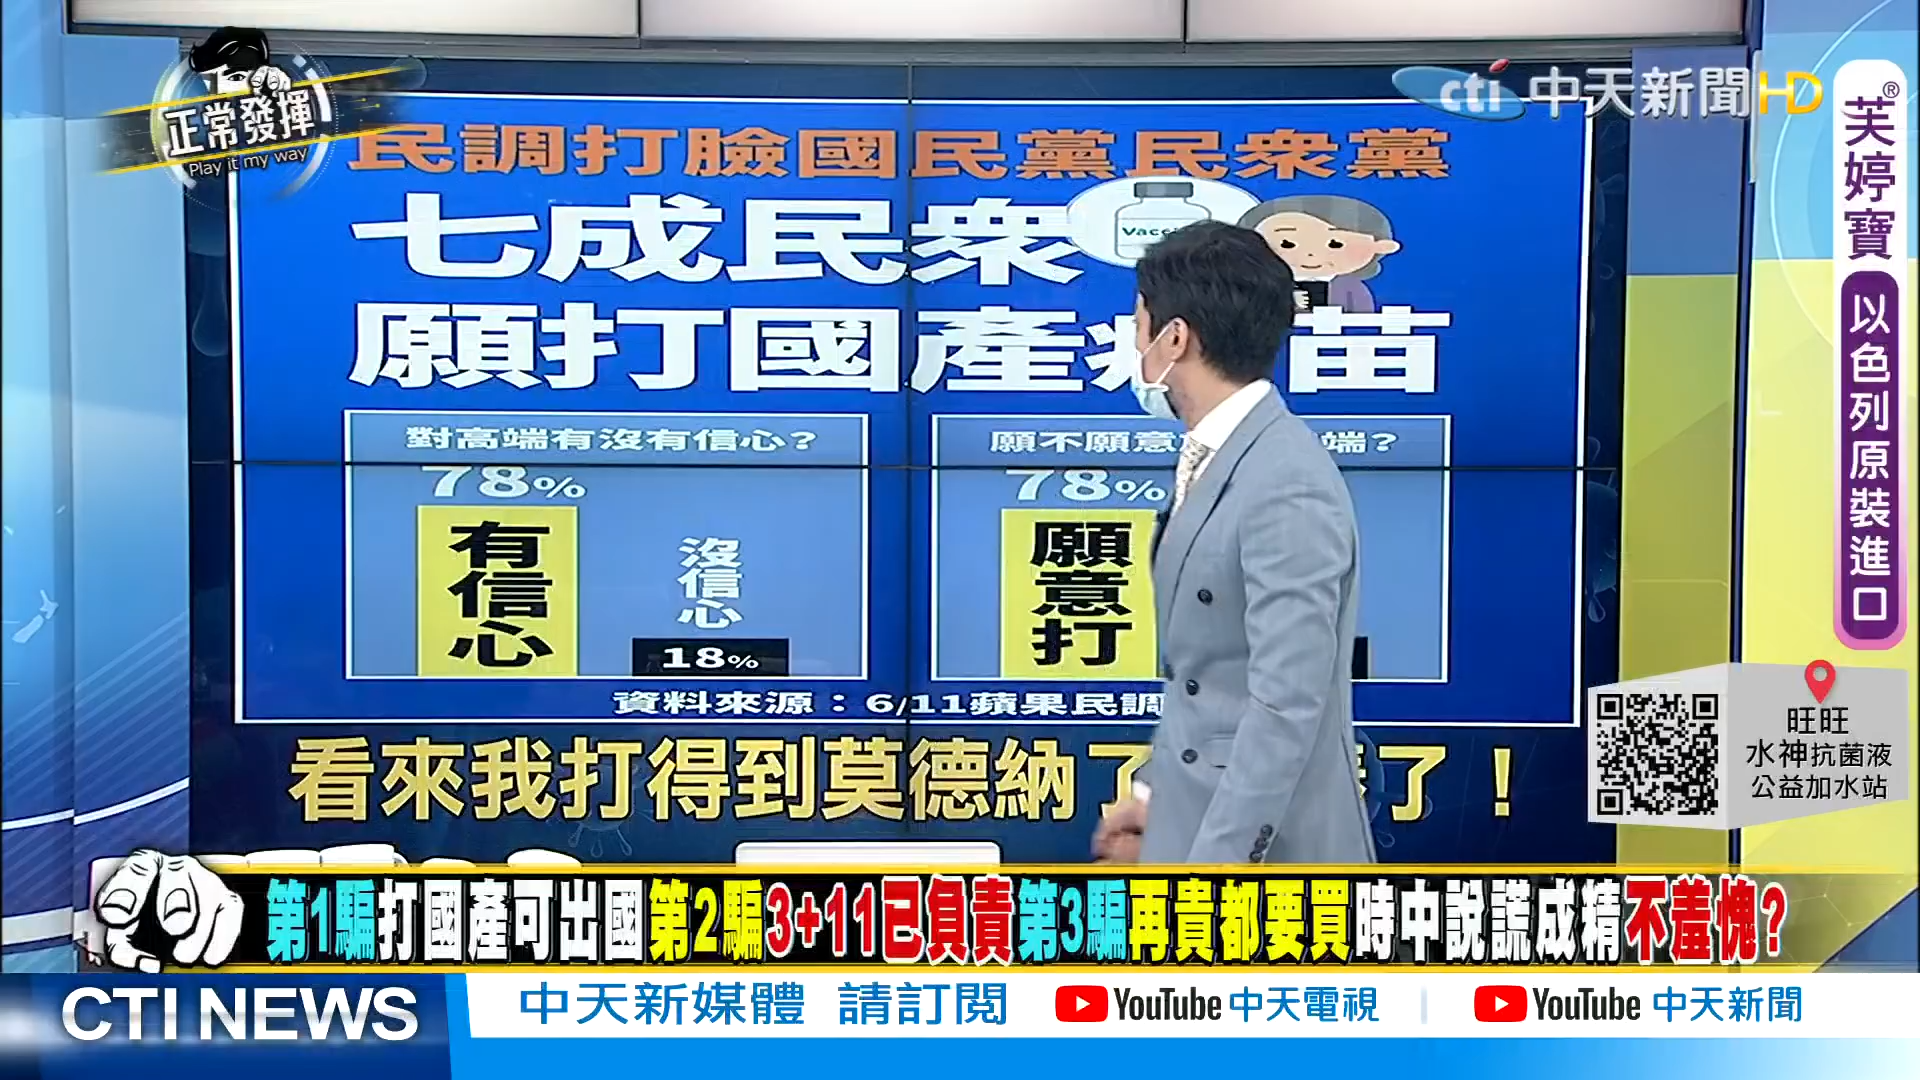 正常發揮
Play it my way
cti 中天新聞HD
民調打臉國民黨民眾黨
七成民眾
Vacci
願打國產疫苗
對高端有沒有信心？
78%
有信心
沒信心
18%
願不願意 端？
78%
願意打
資料來源：6/11蘋果民調
看來我打得到莫德納了 了！
芙婷寶®
以色列原裝進口
旺旺
水神抗菌液
公益加水站
第1騙打國產可出國第2騙3+11已負責第3騙再貴都要買時中說謊成精不羞愧？
CTI NEWS
中天新媒體 請訂閱 YouTube 中天電視 | YouTube 中天新聞